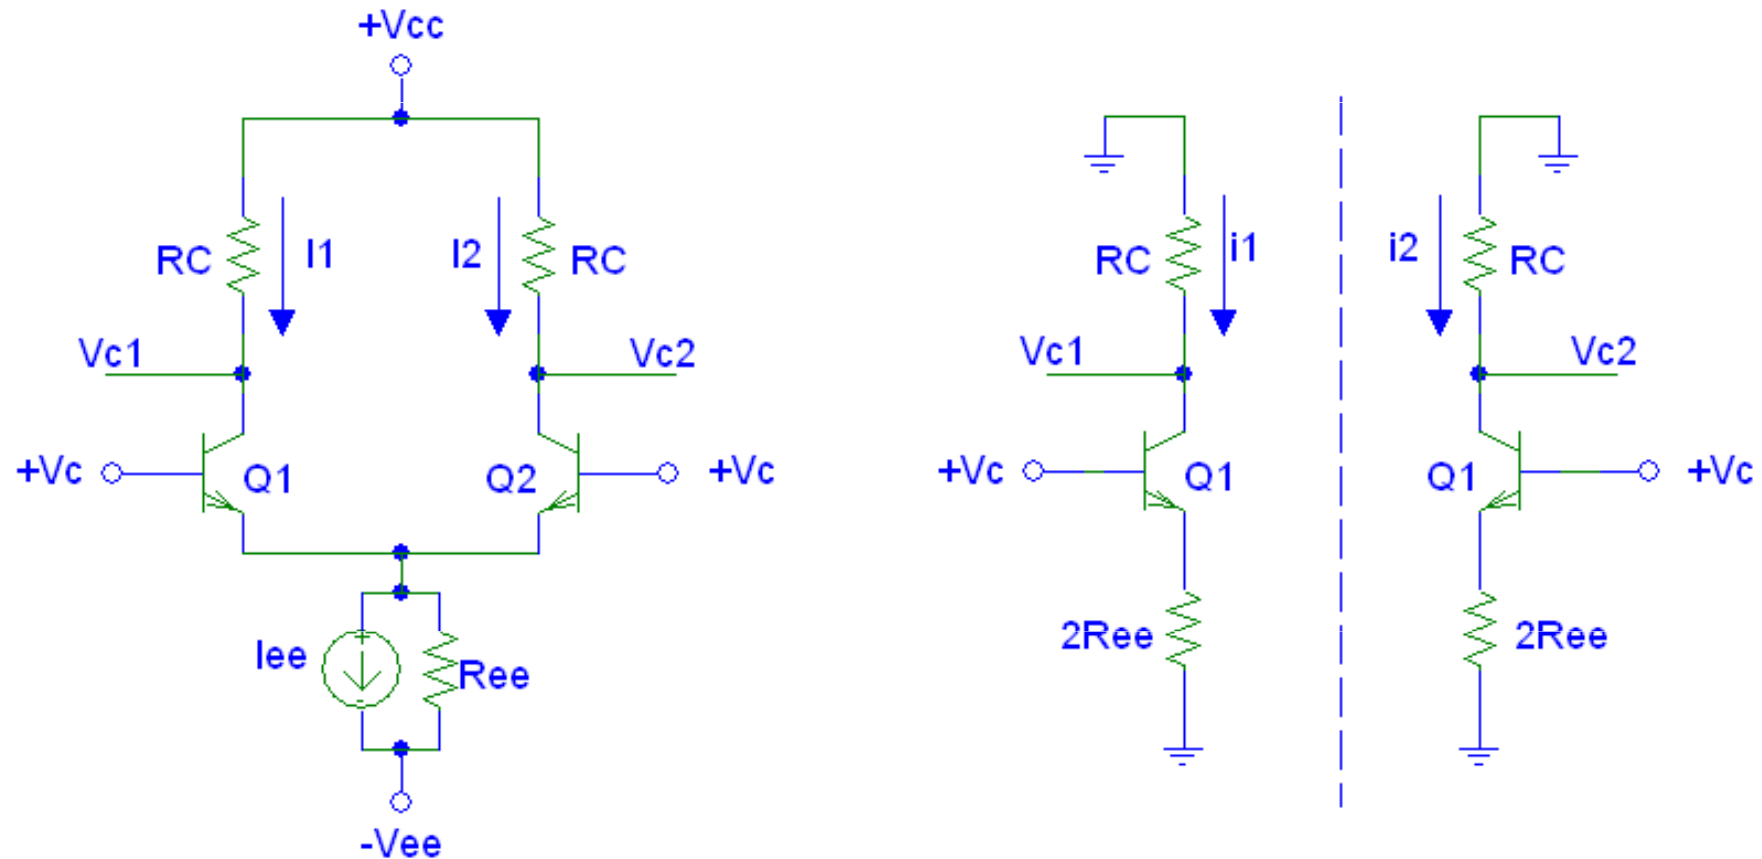 +Vcc
RC I1 I2 RC
Vc1 Vc2
+Vc Q1 Q2 +Vc
Iee Ree
-Vee
RC i1 i2 RC
Vc1 Vc2
+Vc Q1 Q1 +Vc
2Ree 2Ree